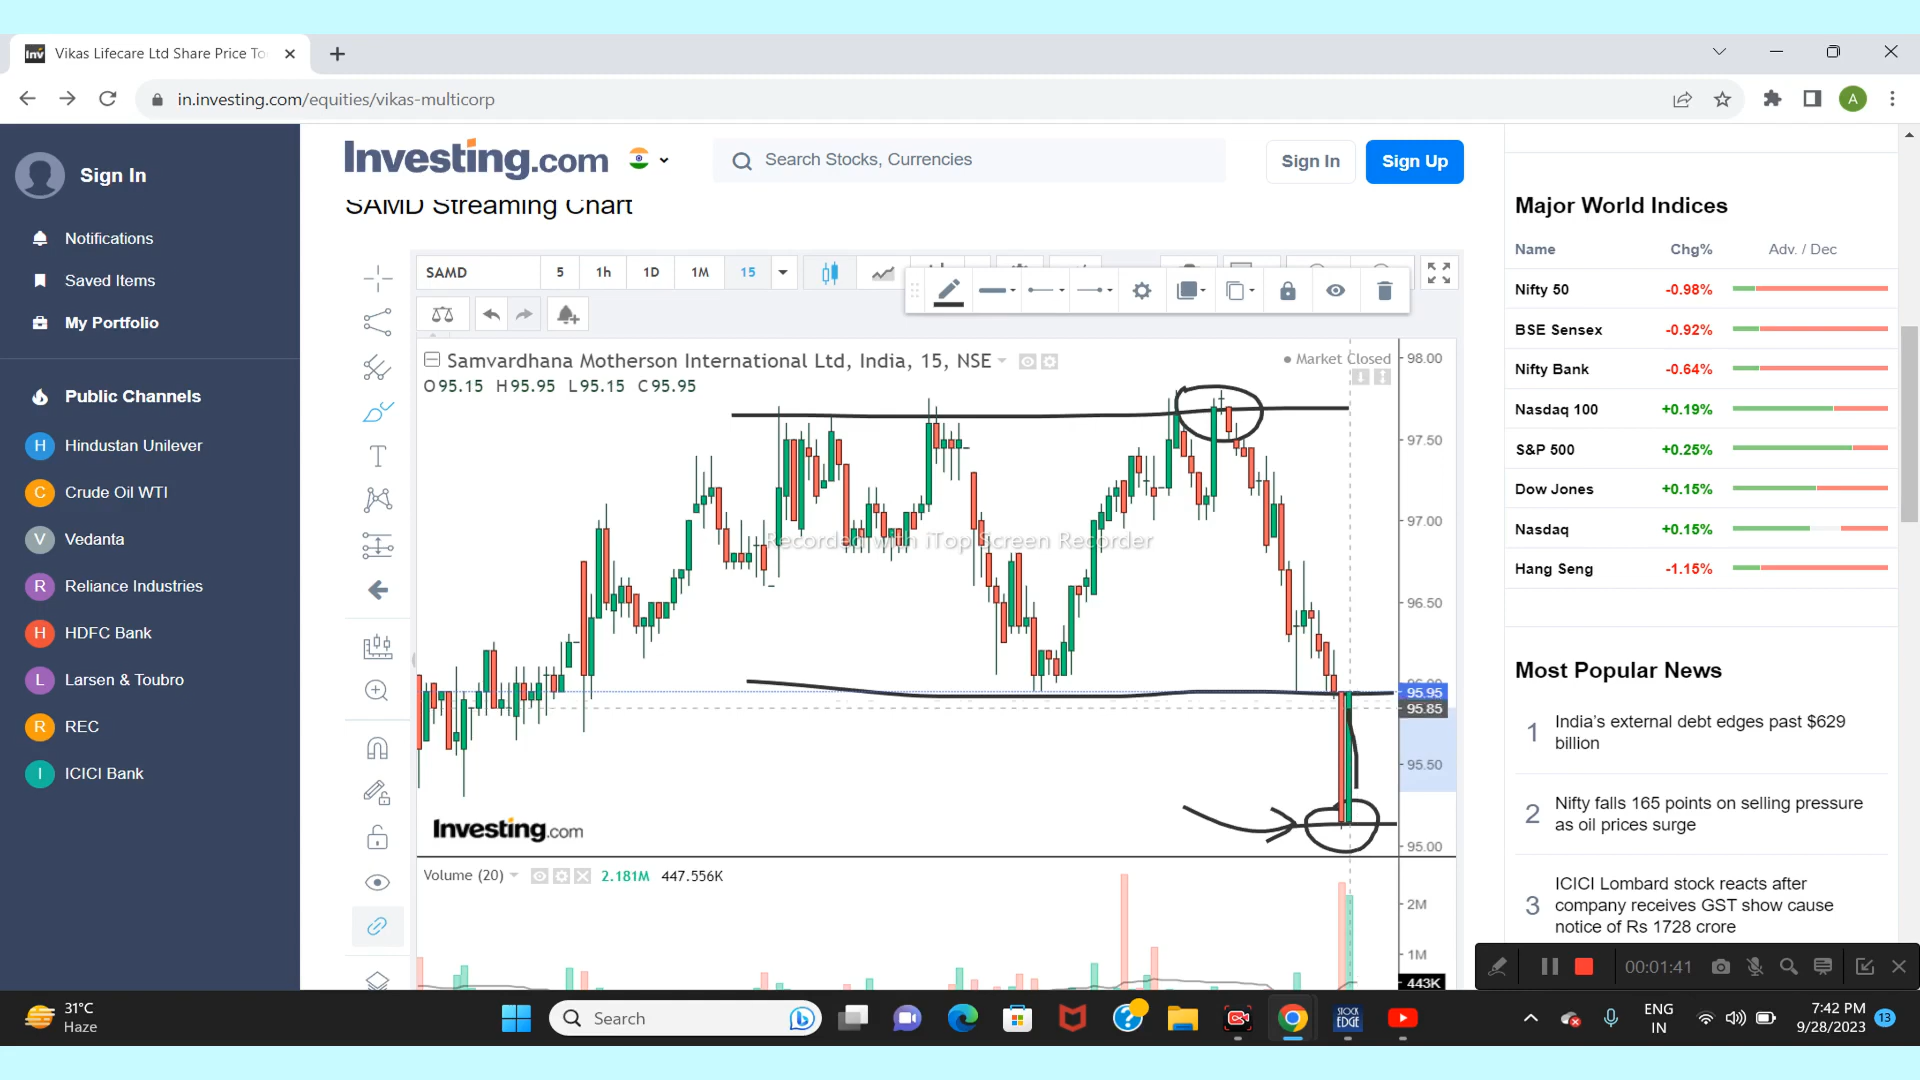 Inv Vikas Lifecare Ltd Share Price To
in.investing.com/equities/vikas-multicorp
A
Sign In
Notifications
Saved Items
My Portfolio
Public Channels
H Hindustan Unilever
C Crude Oil WTI
V Vedanta
R Reliance Industries
H HDFC Bank
L Larsen & Toubro
R REC
I ICICI Bank
Investing.com
Search Stocks, Currencies
Sign In
Sign Up
SAMD Streaming Chart
SAMD 5 1h 1D 1M 15
Samvardhana Motherson International Ltd, India, 15, NSE
Market Closed
O95.15 H95.95 L95.15 C95.95
98.00
97.50
97.00
96.50
95.95
95.85
95.50
95.00
Recorded with iTop Screen Recorder
Investing.com
Volume (20) 2.181M 447.556K
2M
1M
443K
Major World Indices
Name Chg% Adv. / Dec
Nifty 50 -0.98%
BSE Sensex -0.92%
Nifty Bank -0.64%
Nasdaq 100 +0.19%
S&P 500 +0.25%
Dow Jones +0.15%
Nasdaq +0.15%
Hang Seng -1.15%
Most Popular News
1 India's external debt edges past $629
billion
2 Nifty falls 165 points on selling pressure
as oil prices surge
3 ICICI Lombard stock reacts after
company receives GST show cause
notice of Rs 1728 crore
00:01:41
31°C
Haze
Search
STOCK
EDGE
ENG
IN
7:42 PM
9/28/2023
13